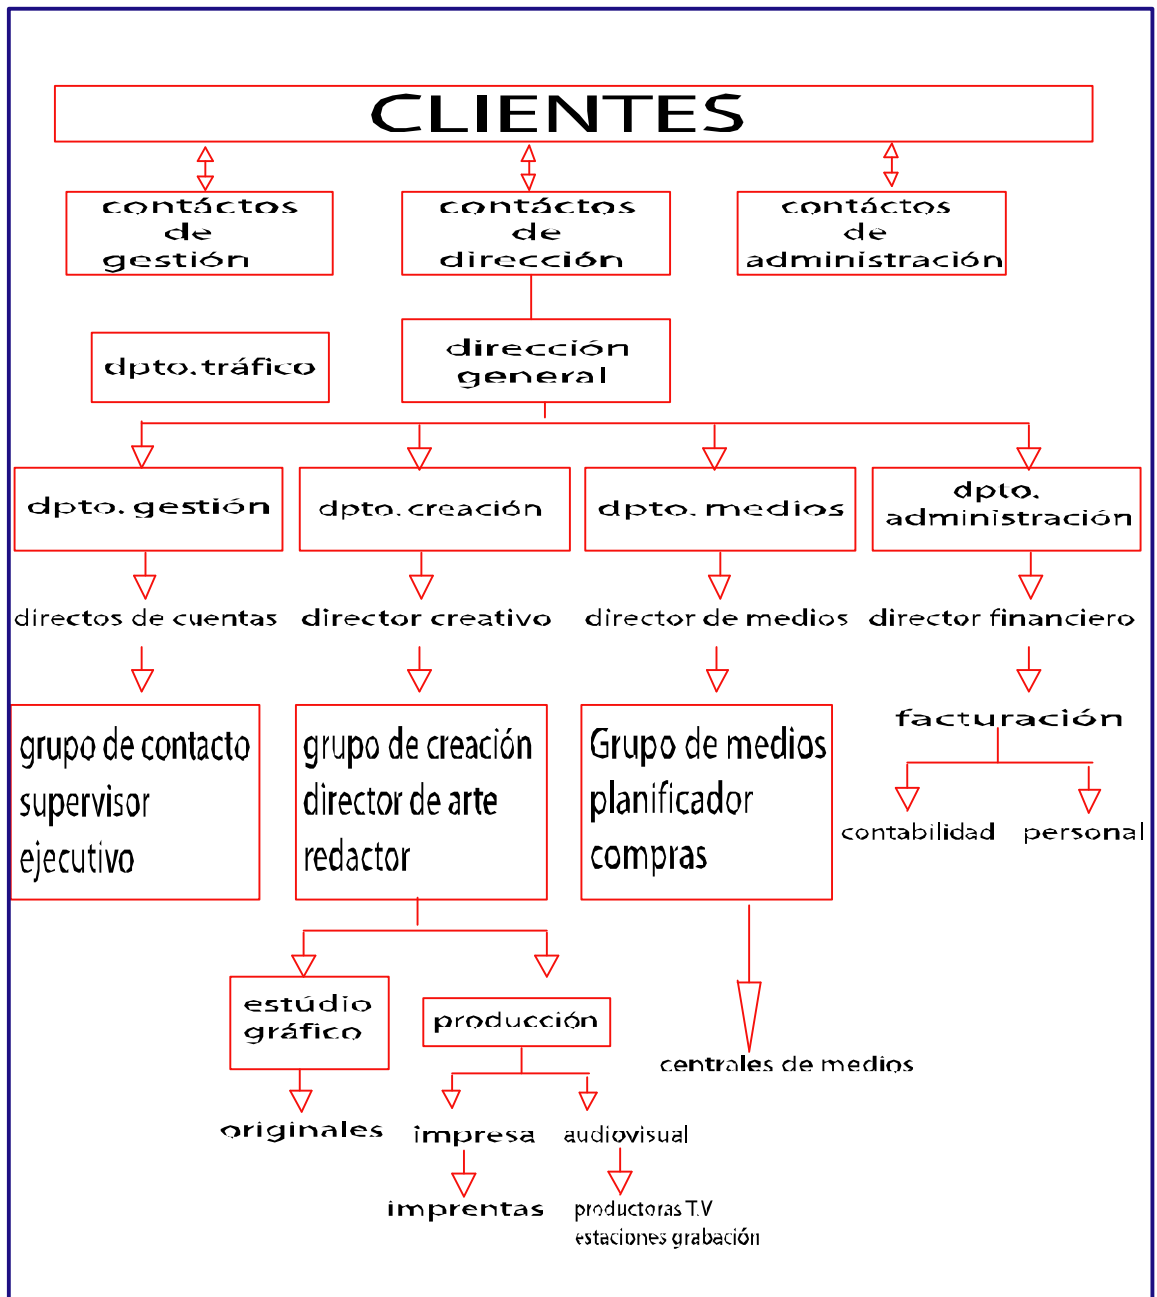 CLIENTES
contáctos
de
gestión
contáctos
de
dirección
contáctos
de
administración
dpto.tráfico
dirección
general
dpto. gestión
dpto.creación
dpto. medios
dpto.
administración
directos de cuentas
director creativo
director de medios
director financiero
grupo de contacto
supervisor
ejecutivo
grupo de creación
director de arte
redactor
Grupo de medios
planificador
compras
facturación
contabilidad
personal
estúdio
gráfico
producción
centrales de medios
originales
impresa
audiovisual
imprentas
productoras T.V
estaciones grabación